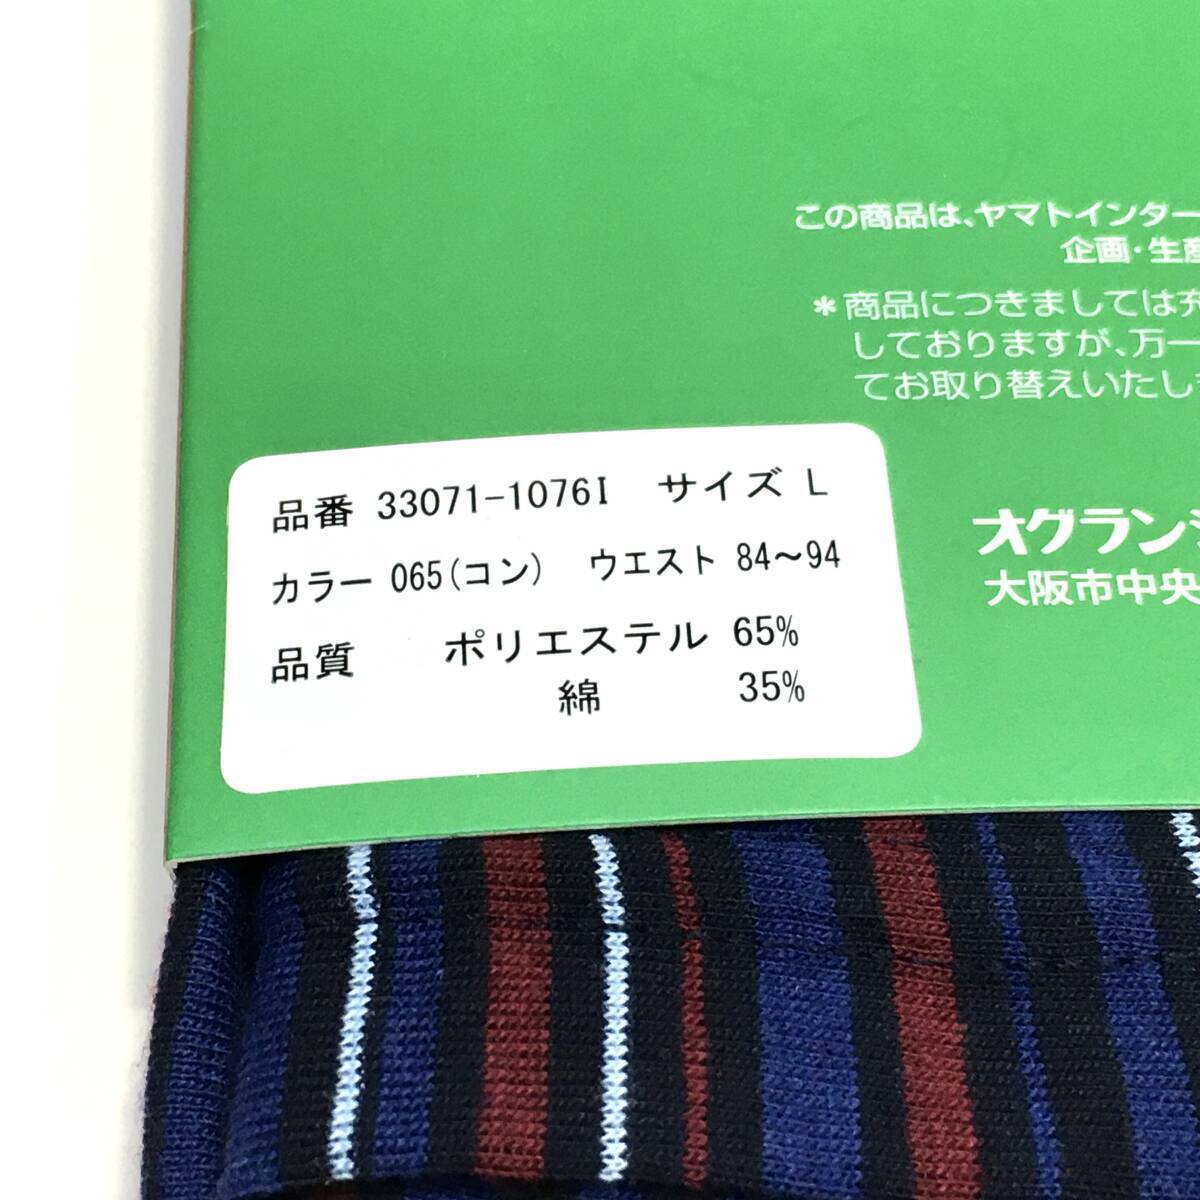 この商品は、ヤマトインター
企画・生産
*商品につきましては充
しておりますが、万一
てお取り替えいたしま
オグランジ
大阪市中央
品番 33071-1076I サイズ L
カラー 065(コン) ウエスト 84～94
品質 ポリエステル 65%
綿 35%